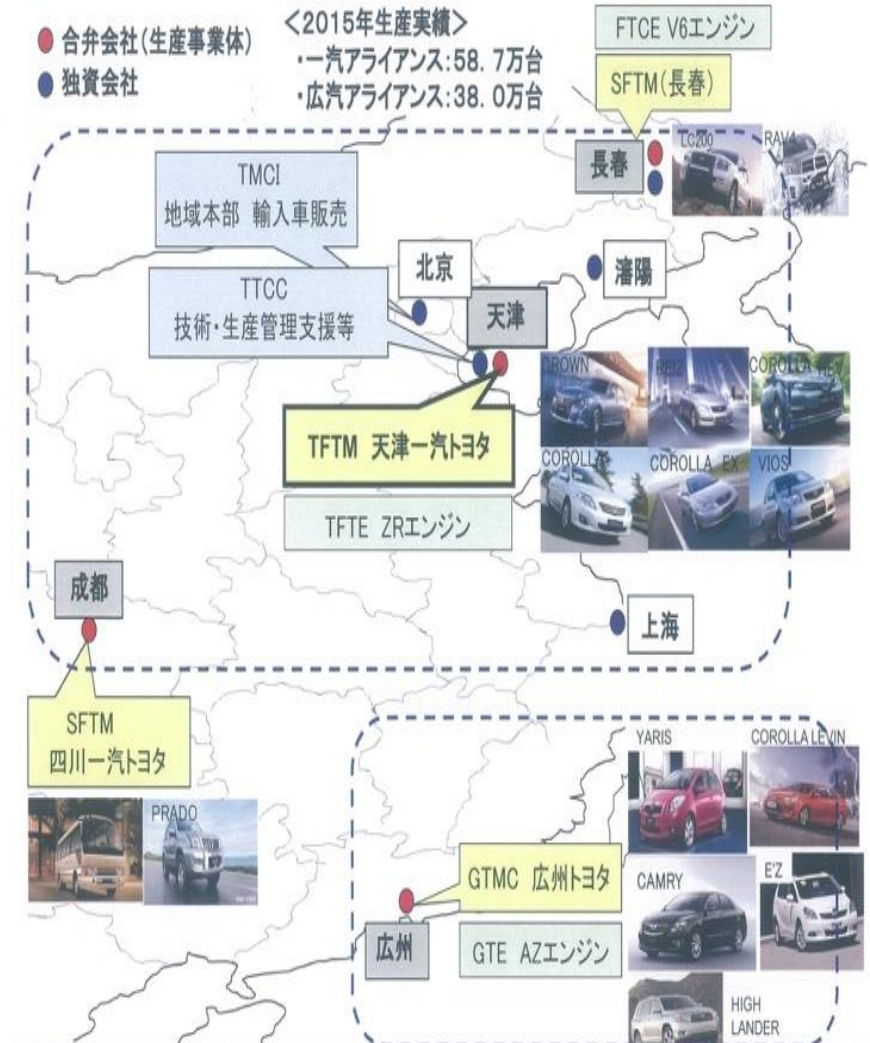 合弁会社(生産事業体)
独資会社
<2015年生産実績>
・一汽アライアンス:58.7万台
・広汽アライアンス:38.0万台
FTCE V6エンジン
SFTM(長春)
長春
LC200
RAV4
TMCI
地域本部 輸入車販売
北京
瀋陽
TTCC
技術・生産管理支援等
天津
CROWN
REIZ
COROLLA HEV
TFTM 天津一汽トヨタ
COROLLA
COROLLA EX
VIOS
TFTE ZRエンジン
成都
上海
SFTM
四川一汽トヨタ
PRADO
YARIS
COROLLA LEVIN
GTMC 広州トヨタ
CAMRY
E'Z
広州
GTE AZエンジン
HIGH
LANDER